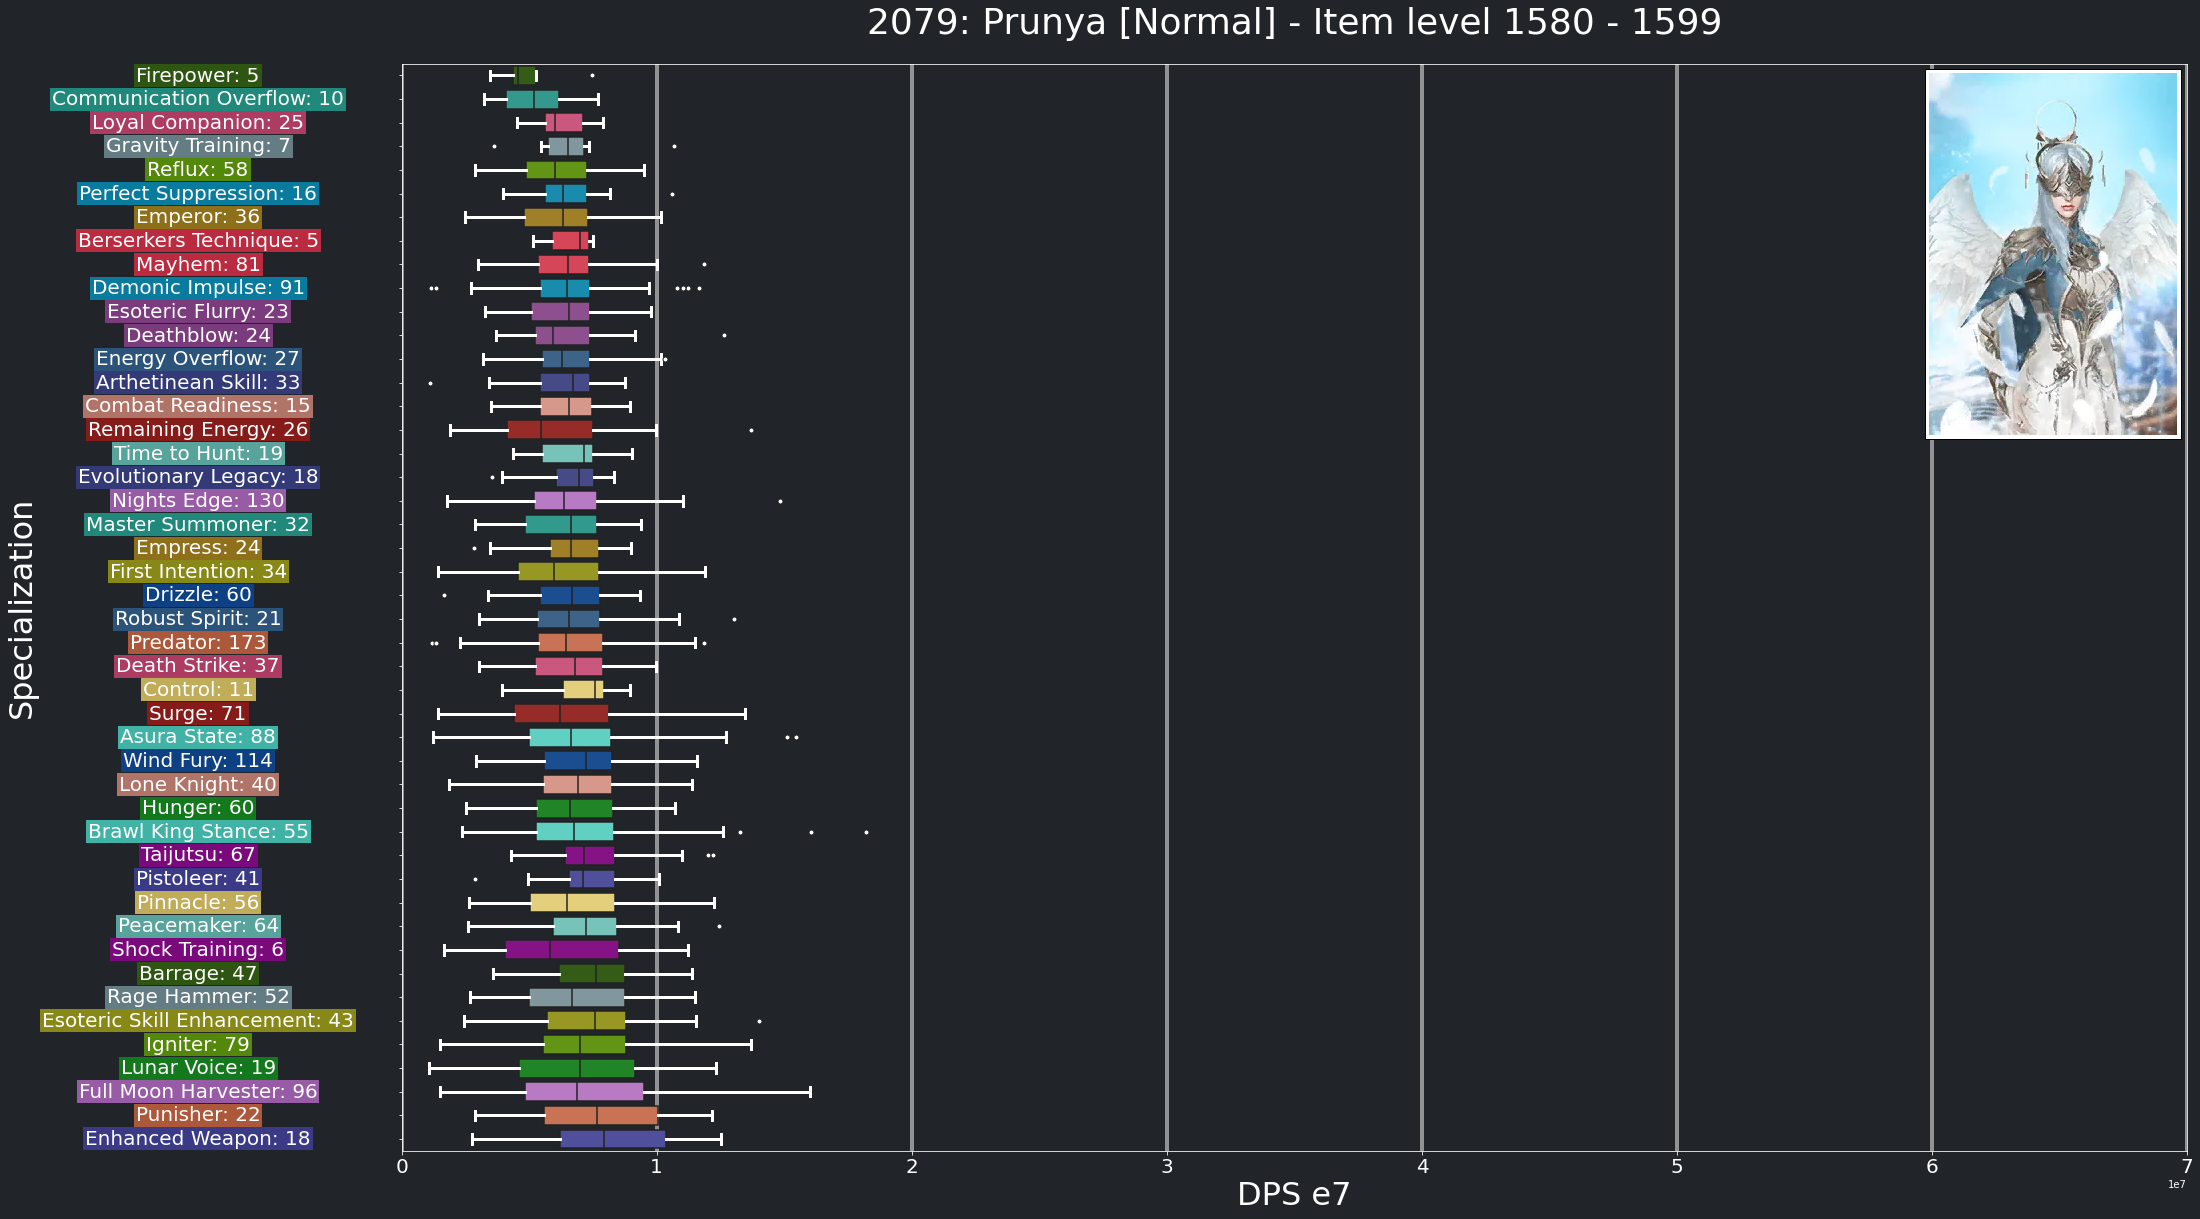 2079: Prunya [Normal] - Item level 1580 - 1599
Firepower: 5
Communication Overflow: 10
Loyal Companion: 25
Gravity Training: 7
Reflux: 58
Perfect Suppression: 16
Emperor: 36
Berserkers Technique: 5
Mayhem: 81
Demonic Impulse: 91
Esoteric Flurry: 23
Deathblow: 24
Energy Overflow: 27
Arthetinean Skill: 33
Combat Readiness: 15
Remaining Energy: 26
Time to Hunt: 19
Evolutionary Legacy: 18
Nights Edge: 130
Master Summoner: 32
Empress: 24
First Intention: 34
Drizzle: 60
Robust Spirit: 21
Predator: 173
Death Strike: 37
Control: 11
Surge: 71
Asura State: 88
Wind Fury: 114
Lone Knight: 40
Hunger: 60
Brawl King Stance: 55
Taijutsu: 67
Pistoleer: 41
Pinnacle: 56
Peacemaker: 64
Shock Training: 6
Barrage: 47
Rage Hammer: 52
Esoteric Skill Enhancement: 43
Igniter: 79
Lunar Voice: 19
Full Moon Harvester: 96
Punisher: 22
Enhanced Weapon: 18
Specialization
0 1 2 3 4 5 6 7
1e7
DPS e7